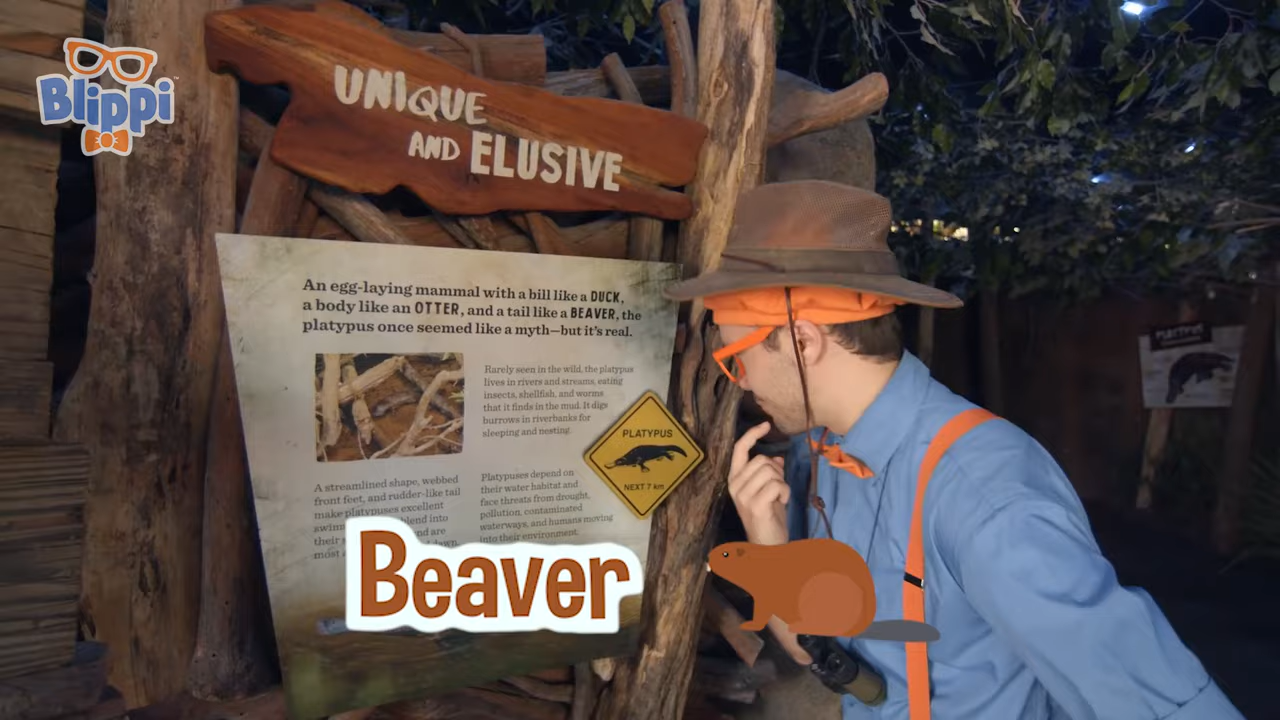 Blippi
UNIQUE
AND ELUSIVE
An egg-laying mammal with a bill like a DUCK,
a body like an OTTER, and a tail like a BEAVER, the
platypus once seemed like a myth—but it's real.
Rarely seen in the wild, the platypus
lives in rivers and streams, eating
insects, shellfish, and worms
that it finds in the mud. It digs
burrows in riverbanks for
sleeping and nesting.
PLATYPUS
NEXT 7 km
A streamlined shape, webbed
front feet, and rudder-like tail
make platypuses excellent
blend into
their
most
Platypuses depend on
their water habitat and
face threats from drought,
pollution, contaminated
waterways, and humans moving
into their environment.
Beaver
PLATYPUS